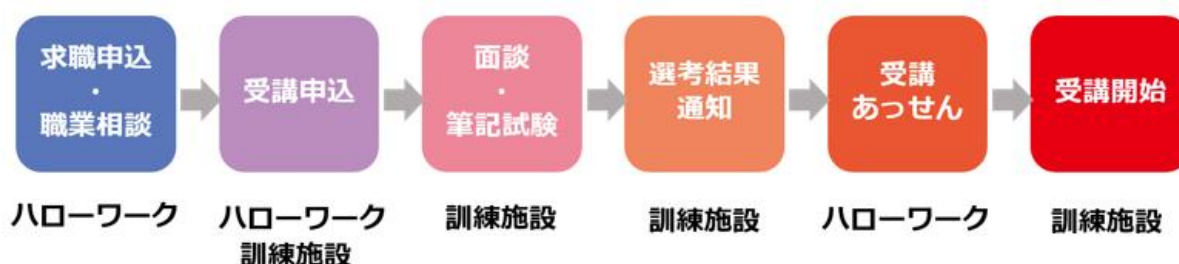 求職申込
・
職業相談
受講申込
面談
・
筆記試験
選考結果
通知
受講
あっせん
受講開始
ハローワーク
ハローワーク
訓練施設
訓練施設
訓練施設
ハローワーク
訓練施設